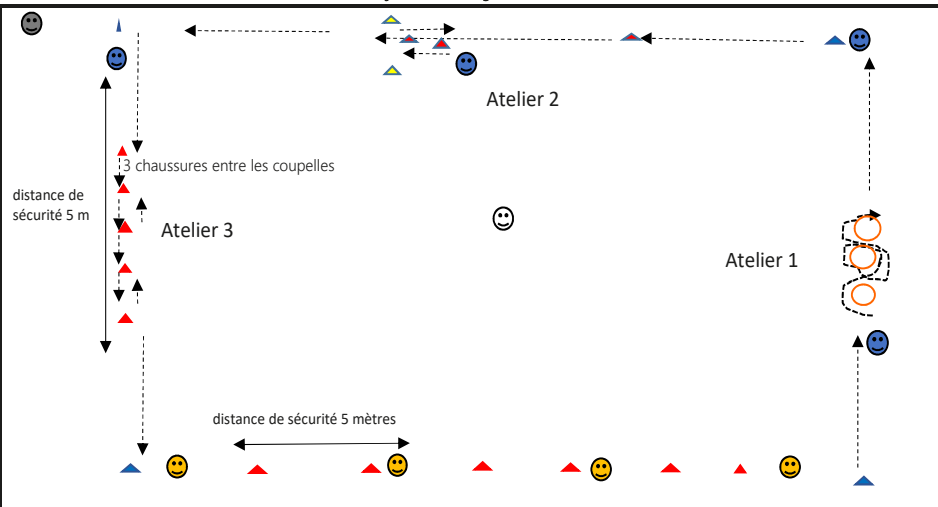 Atelier 2
3 chaussures entre les coupelles
distance de
sécurité 5 m
Atelier 3
Atelier 1
distance de sécurité 5 mètres